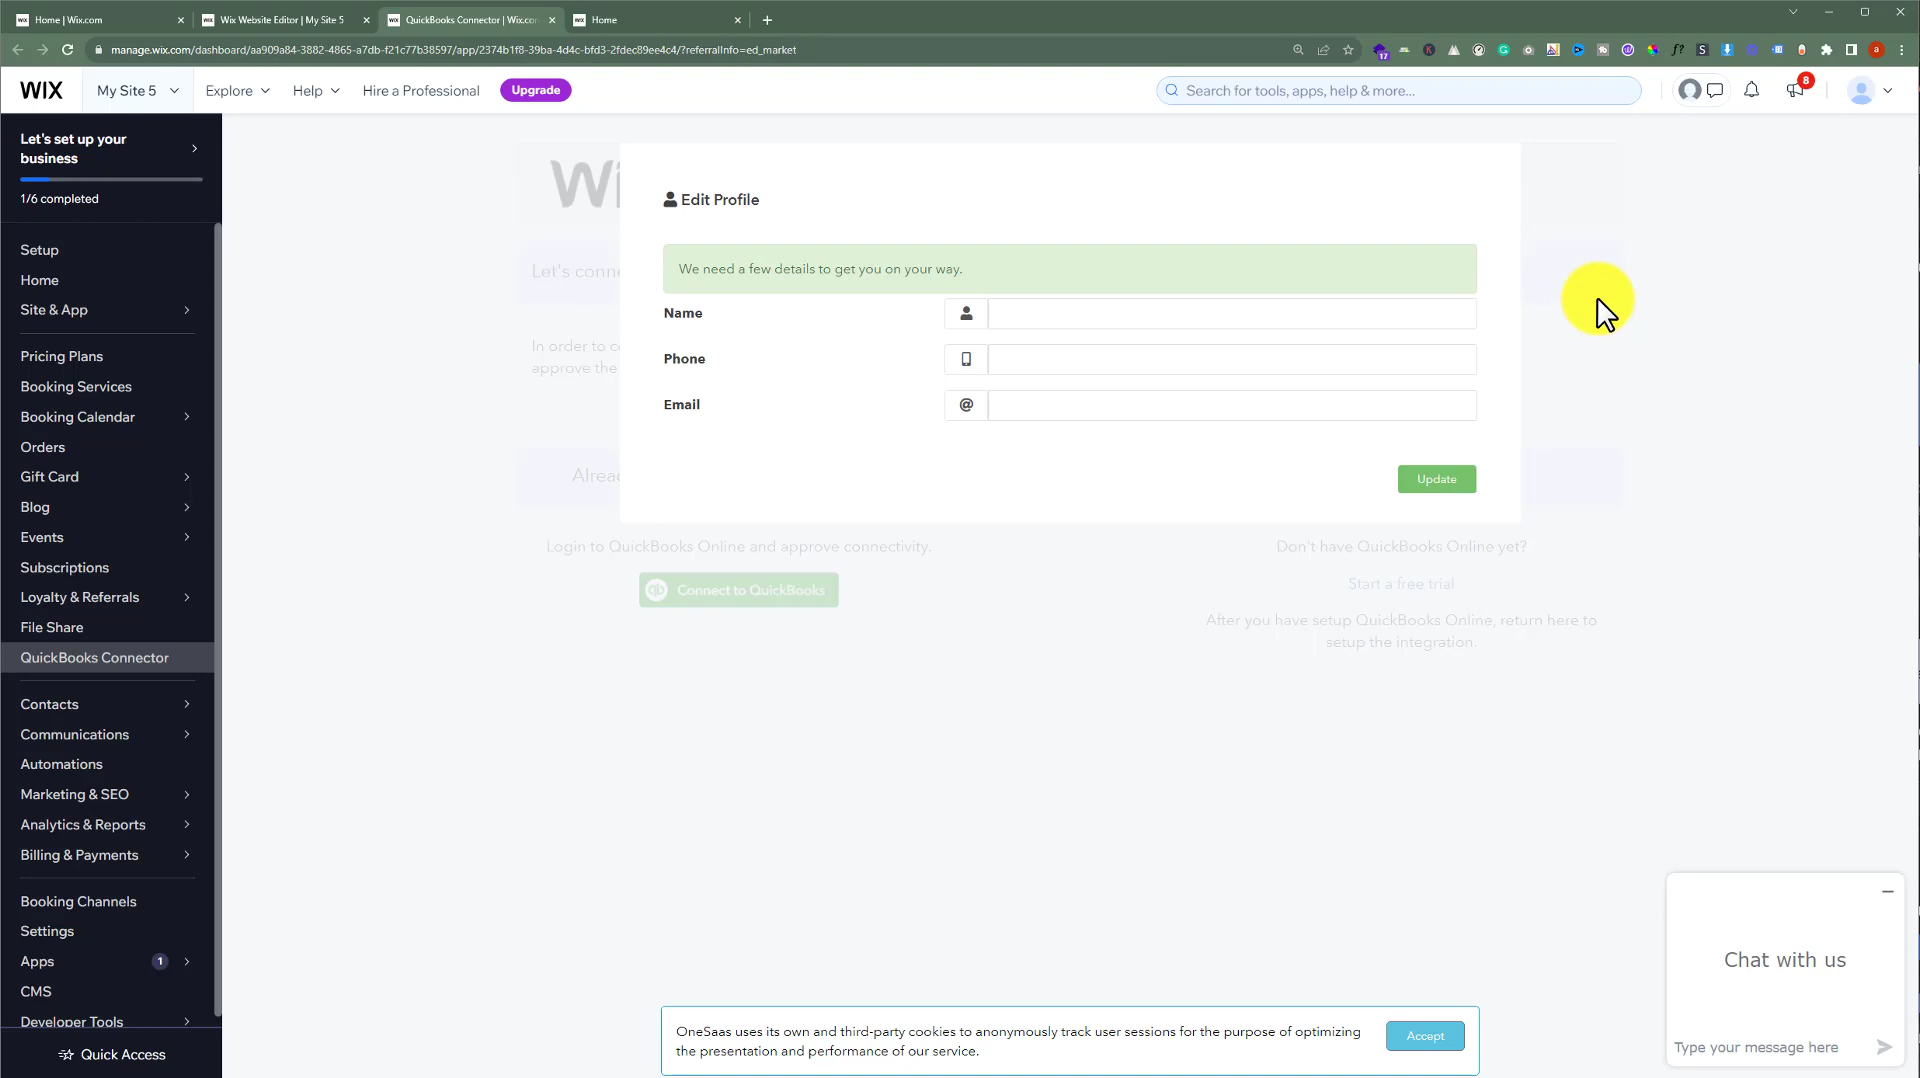 Home | Wix.com
Wix Website Editor | My Site 5
QuickBooks Connector | Wix.com
Home
manage.wix.com/dashboard/aa909a84-3882-4865-a7db-f21c77b38597/app/2374b1f8-39ba-4d4c-bfd3-2fdec89ee4c4/?referralInfo=ed_market
17
WIX
My Site 5
Explore
Help
Hire a Professional
Upgrade
Search for tools, apps, help & more...
8
Let's set up your
business
1/6 completed
Setup
Home
Site & App
Pricing Plans
Booking Services
Booking Calendar
Orders
Gift Card
Blog
Events
Subscriptions
Loyalty & Referrals
File Share
QuickBooks Connector
Contacts
Communications
Automations
Marketing & SEO
Analytics & Reports
Billing & Payments
Booking Channels
Settings
Apps 1
CMS
Developer Tools
Quick Access
Wi
Edit Profile
We need a few details to get you on your way.
Let's conne
Name
In order to c
approve the
Phone
Email
@
Alrea
Update
Login to QuickBooks Online and approve connectivity.
qb Connect to QuickBooks
Don't have QuickBooks Online yet?
Start a free trial
After you have setup QuickBooks Online, return here to
setup the integration.
OneSaas uses its own and third-party cookies to anonymously track user sessions for the purpose of optimizing
the presentation and performance of our service.
Accept
Chat with us
Type your message here